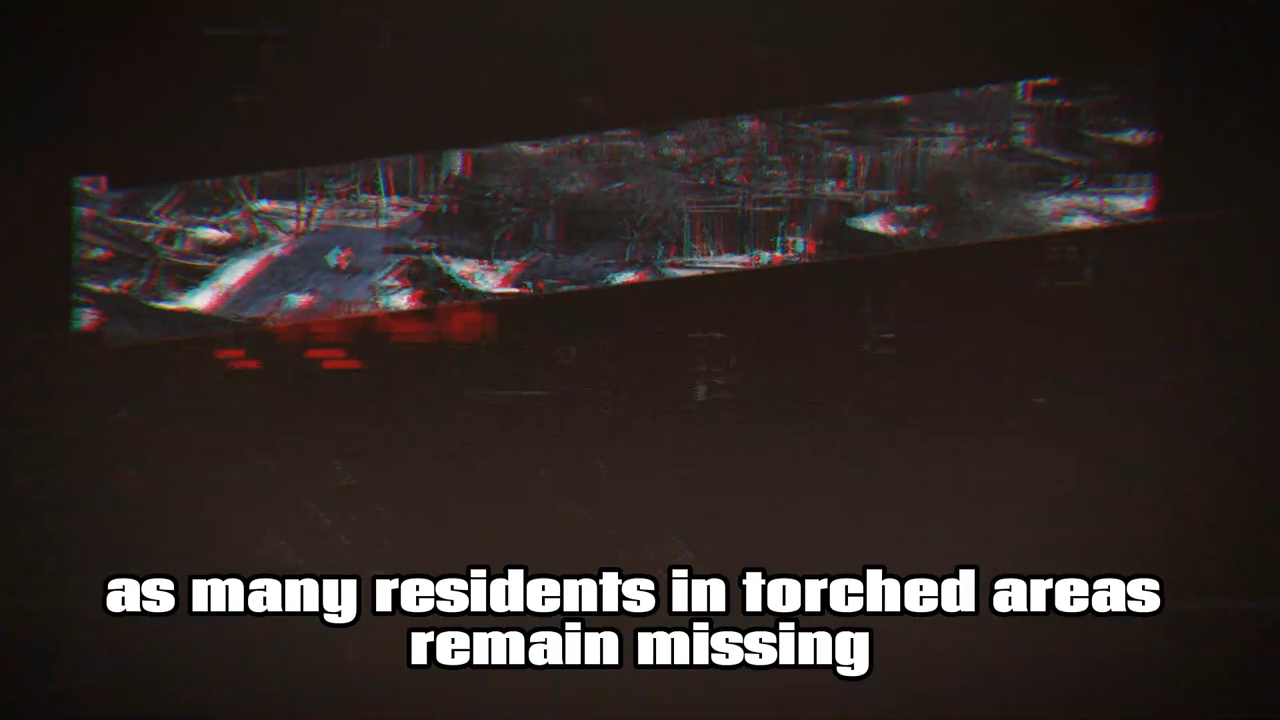 as many residents in torched areas
remain missing